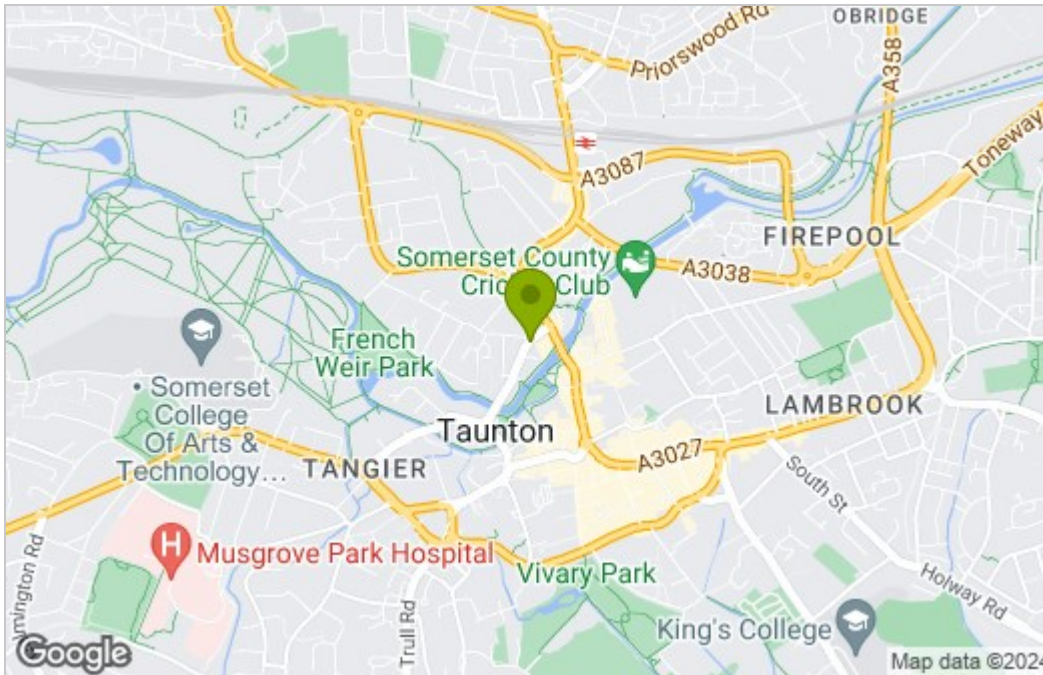 OBRIDGE
Priorswood Rd
A358
Toneway
A3087
FIREPOOL
Somerset County
Cricket Club
A3038
French
Weir Park
• Somerset
College
Of Arts &
Technology...
LAMBROOK
Taunton
TANGIER
A3027
South St
H
Musgrove Park Hospital
Vivary Park
Holway Rd
ymington Rd
Trull Rd
King's College
Google
Map data ©2024